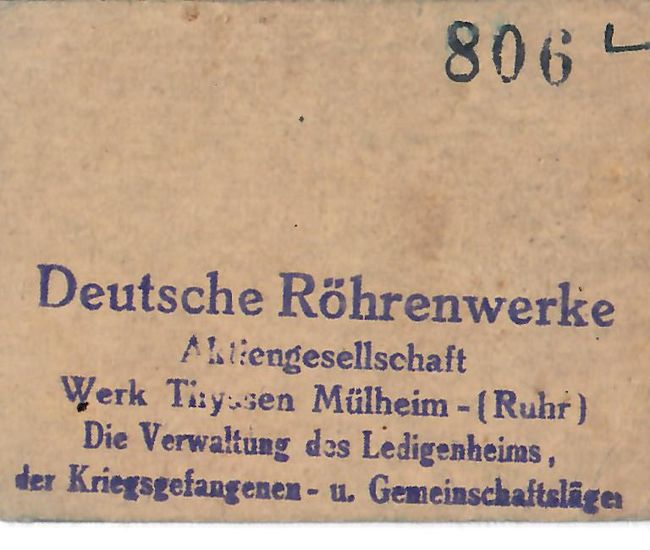 806
Deutsche Röhrenwerke
Aktiengesellschaft
Werk Thyssen Mülheim - (Ruhr)
Die Verwaltung des Ledigenheims,
der Kriegsgefangenen - u. Gemeinschaftsläger